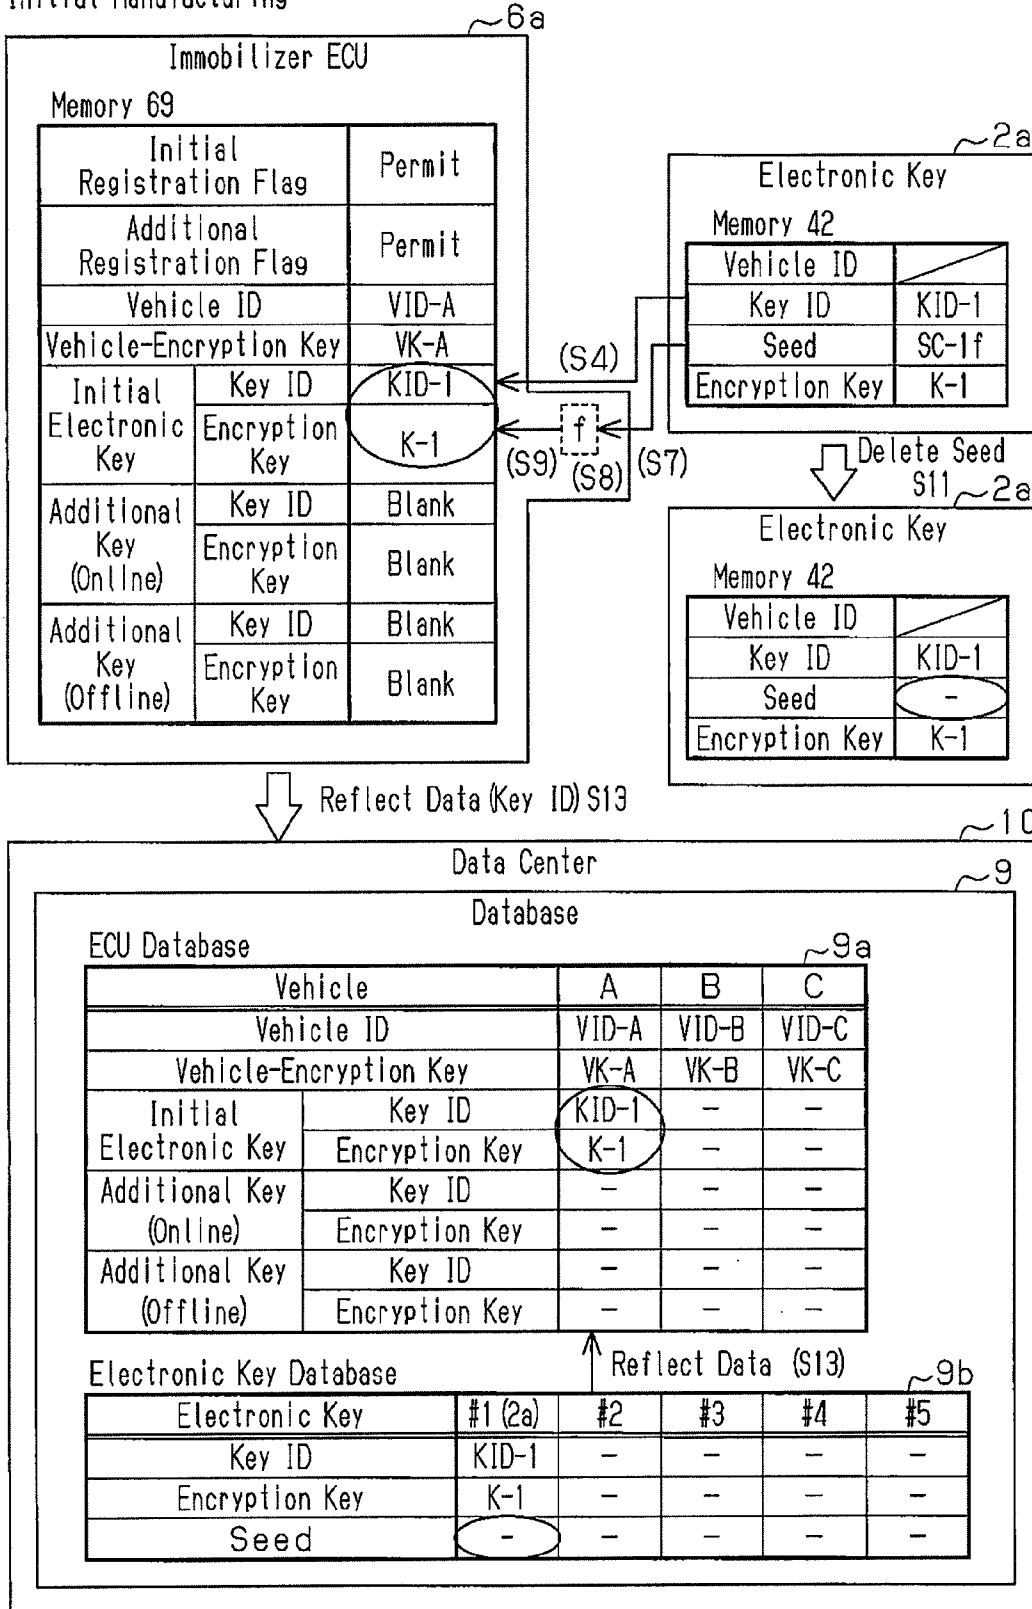 Initial Manufacturing
6a
Immobilizer ECU
Memory 69
Initial Registration Flag Permit
Additional Registration Flag Permit
Vehicle ID VID-A
Vehicle-Encryption Key VK-A
Initial Electronic Key Key ID KID-1
Encryption Key K-1
Additional Key (Online) Key ID Blank
Encryption Key Blank
Additional Key (Offline) Key ID Blank
Encryption Key Blank
2a
Electronic Key
Memory 42
Vehicle ID
Key ID KID-1
Seed SC-1f
Encryption Key K-1
(S4)
f
(S9) (S8) (S7)
Delete Seed
S11
2a
Electronic Key
Memory 42
Vehicle ID
Key ID KID-1
Seed -
Encryption Key K-1
Reflect Data (Key ID) S13
10
Data Center
9
Database
ECU Database
9a
Vehicle A B C
Vehicle ID VID-A VID-B VID-C
Vehicle-Encryption Key VK-A VK-B VK-C
Initial Electronic Key Key ID KID-1 - -
Encryption Key K-1 - -
Additional Key (Online) Key ID - - -
Encryption Key - - -
Additional Key (Offline) Key ID - - -
Encryption Key - - -
Reflect Data (S13)
Electronic Key Database
9b
Electronic Key #1 (2a) #2 #3 #4 #5
Key ID KID-1 - - - -
Encryption Key K-1 - - - -
Seed - - - - -